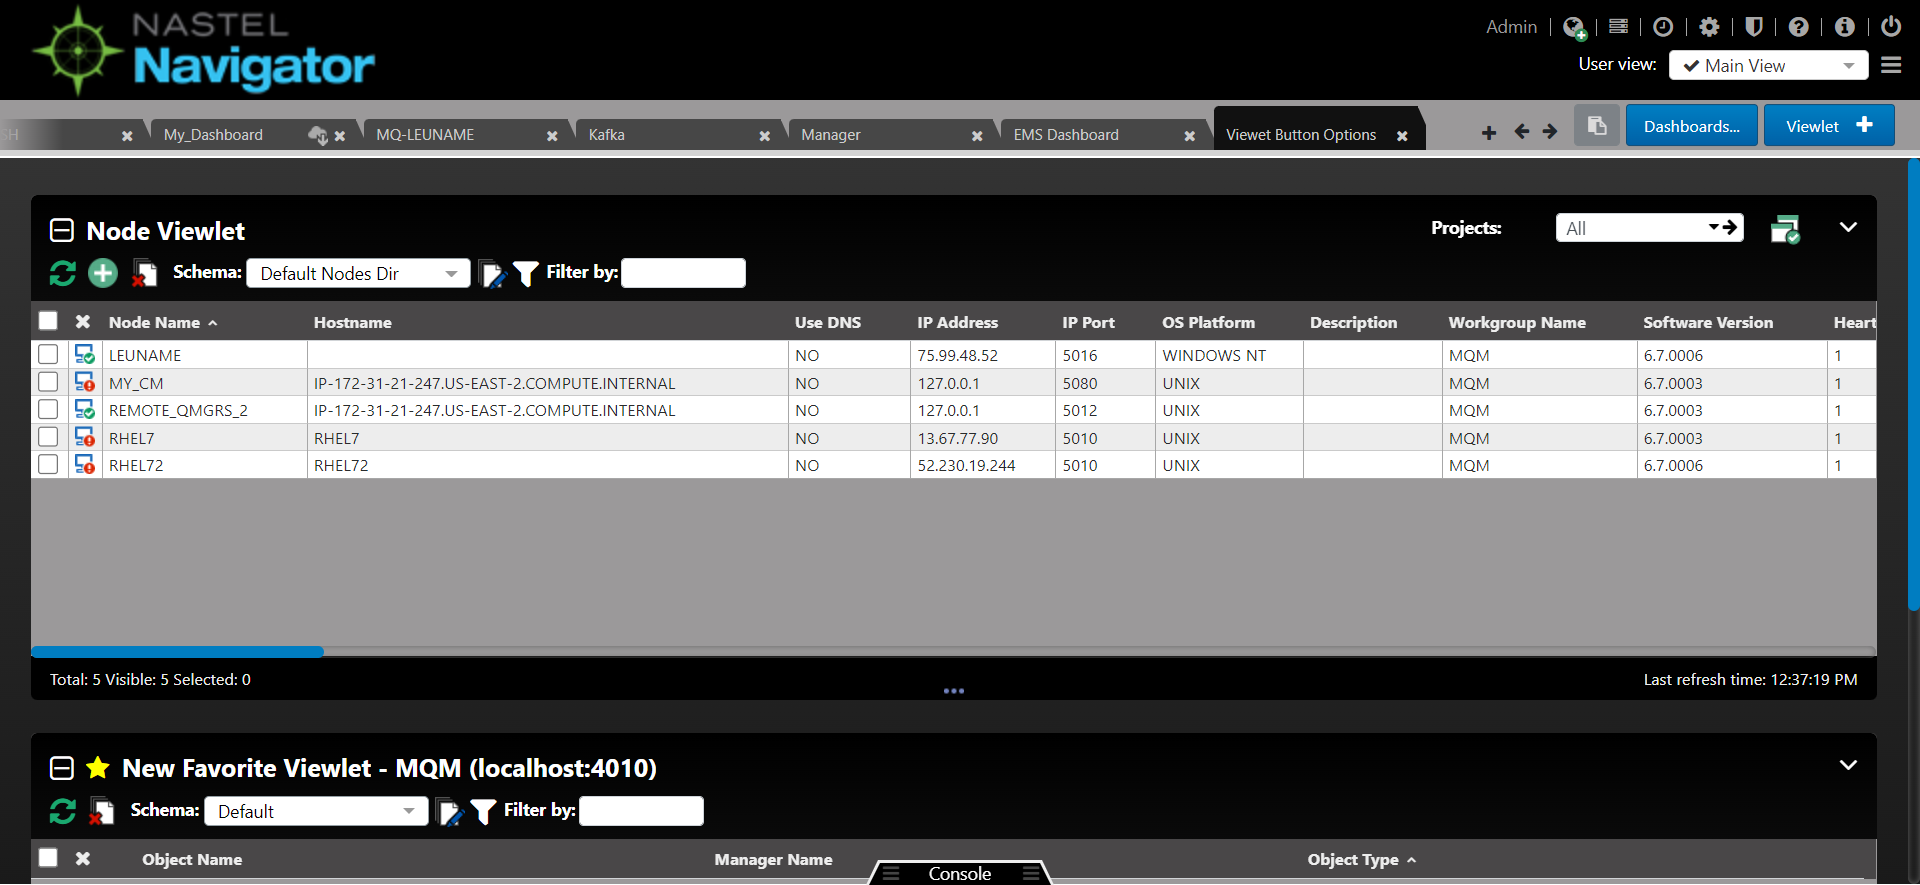 NASTEL
Navigator
Admin
User view: Main View
SH
My_Dashboard
MQ-LEUNAME
Kafka
Manager
EMS Dashboard
Viewet Button Options
Dashboards...
Viewlet
Node Viewlet
Projects: All
Schema: Default Nodes Dir Filter by:
Node Name Hostname Use DNS IP Address IP Port OS Platform Description Workgroup Name Software Version Heart
LEUNAME NO 75.99.48.52 5016 WINDOWS NT MQM 6.7.0006 1
MY_CM IP-172-31-21-247.US-EAST-2.COMPUTE.INTERNAL NO 127.0.0.1 5080 UNIX MQM 6.7.0003 1
REMOTE_QMGRS_2 IP-172-31-21-247.US-EAST-2.COMPUTE.INTERNAL NO 127.0.0.1 5012 UNIX MQM 6.7.0003 1
RHEL7 RHEL7 NO 13.67.77.90 5010 UNIX MQM 6.7.0003 1
RHEL72 RHEL72 NO 52.230.19.244 5010 UNIX MQM 6.7.0006 1
Total: 5 Visible: 5 Selected: 0
Last refresh time: 12:37:19 PM
New Favorite Viewlet - MQM (localhost:4010)
Schema: Default Filter by:
Object Name Manager Name Object Type
Console